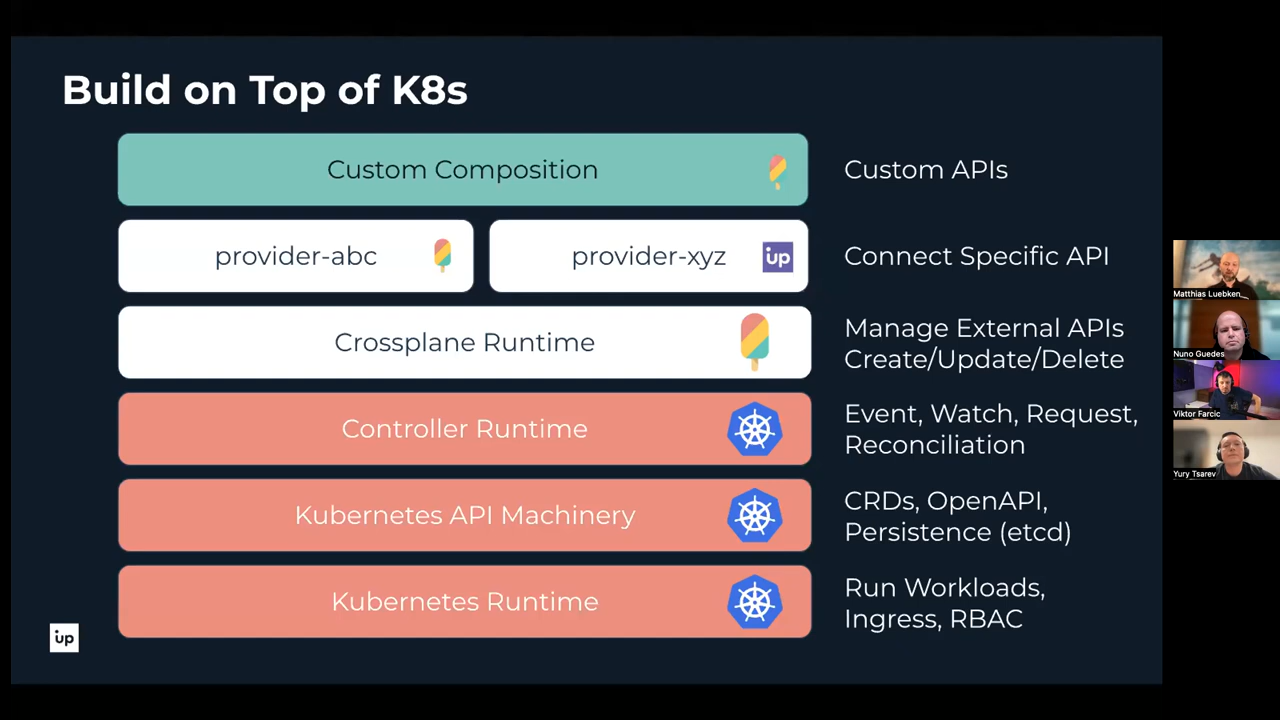 Build on Top of K8s
Custom Composition
Custom APIs
provider-abc
provider-xyz
up
Connect Specific API
Crossplane Runtime
Manage External APIs
Create/Update/Delete
Controller Runtime
Event, Watch, Request,
Reconciliation
Kubernetes API Machinery
CRDs, OpenAPI,
Persistence (etcd)
Kubernetes Runtime
Run Workloads,
Ingress, RBAC
up
Matthias Luebken
Nuno Guedes
Viktor Farcic
Yury Tsarev